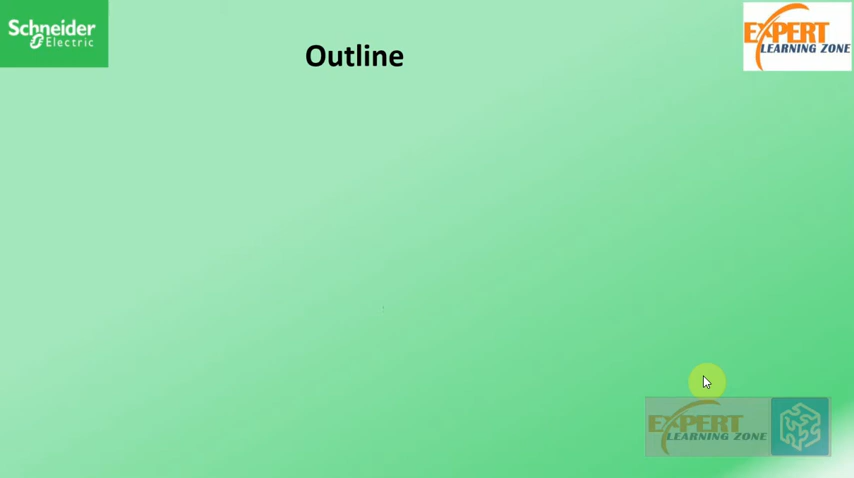 Schneider
Electric
Outline
EXPERT
LEARNING ZONE
EXPERT
LEARNING ZONE